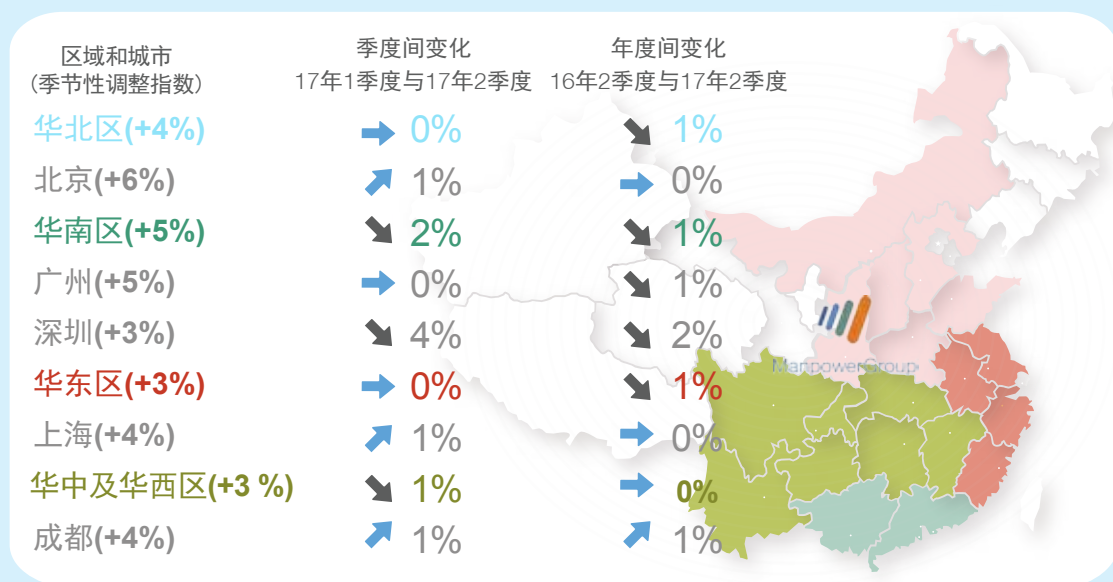 区域和城市 季度间变化 年度间变化
(季节性调整指数) 17年1季度与17年2季度 16年2季度与17年2季度
华北区(+4%) 0% 1%
北京(+6%) 1% 0%
华南区(+5%) 2% 1%
广州(+5%) 0% 1%
深圳(+3%) 4% 2%
ManpowerGroup
华东区(+3%) 0% 1%
上海(+4%) 1% 0%
华中及华西区(+3 %) 1% 0%
成都(+4%) 1% 1%